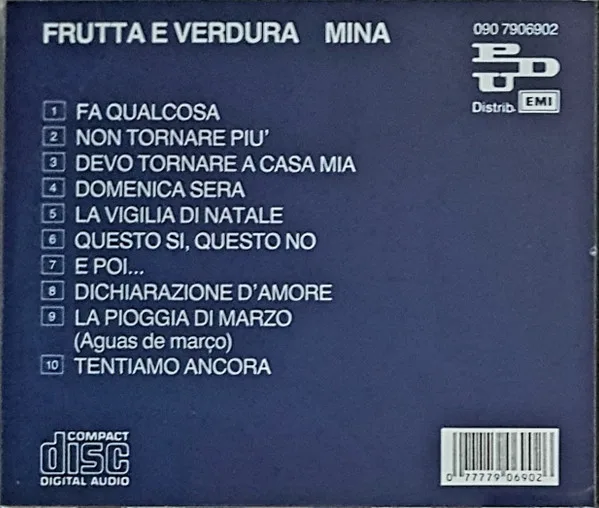 FRUTTA E VERDURA MINA
090 7906902
PDU
Distrib. EMI
1 FA QUALCOSA
2 NON TORNARE PIU'
3 DEVO TORNARE A CASA MIA
4 DOMENICA SERA
5 LA VIGILIA DI NATALE
6 QUESTO SI, QUESTO NO
7 E POI...
8 DICHIARAZIONE D'AMORE
9 LA PIOGGIA DI MARZO
(Aguas de março)
10 TENTIAMO ANCORA
COMPACT
disc
DIGITAL AUDIO
0 77779 06902